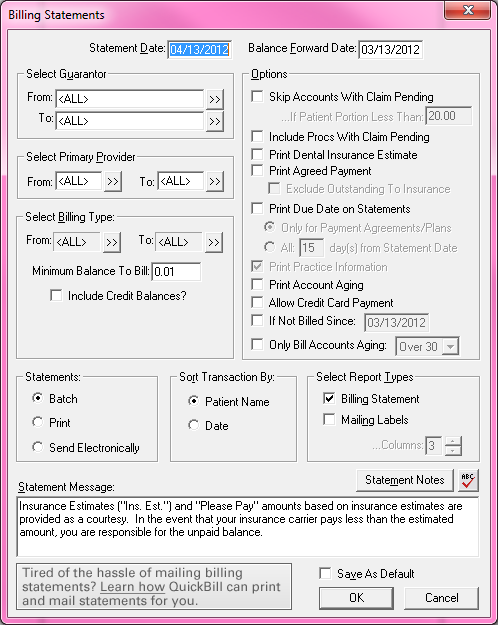 Billing Statements
Statement Date: 04/13/2012 Balance Forward Date: 03/13/2012
Select Guarantor
From: <ALL> >>
To: <ALL> >>
Select Primary Provider
From: <ALL> >> To: <ALL> >>
Select Billing Type:
From: <ALL> >> To: <ALL> >>
Minimum Balance To Bill: 0.01
Include Credit Balances?
Options
Skip Accounts With Claim Pending
...If Patient Portion Less Than: 20.00
Include Procs With Claim Pending
Print Dental Insurance Estimate
Print Agreed Payment
Exclude Outstanding To Insurance
Print Due Date on Statements
Only for Payment Agreements/Plans
All: 15 day(s) from Statement Date
Print Practice Information
Print Account Aging
Allow Credit Card Payment
If Not Billed Since: 03/13/2012
Only Bill Accounts Aging: Over 30
Statements:
Batch
Print
Send Electronically
Sort Transaction By:
Patient Name
Date
Select Report Types
Billing Statement
Mailing Labels
...Columns: 3
Statement Notes ABC
Statement Message:
Insurance Estimates ("Ins. Est.") and "Please Pay" amounts based on insurance estimates are
provided as a courtesy.  In the event that your insurance carrier pays less than the estimated
amount, you are responsible for the unpaid balance.
Tired of the hassle of mailing billing
statements? Learn how QuickBill can print
and mail statements for you.
Save As Default
OK Cancel